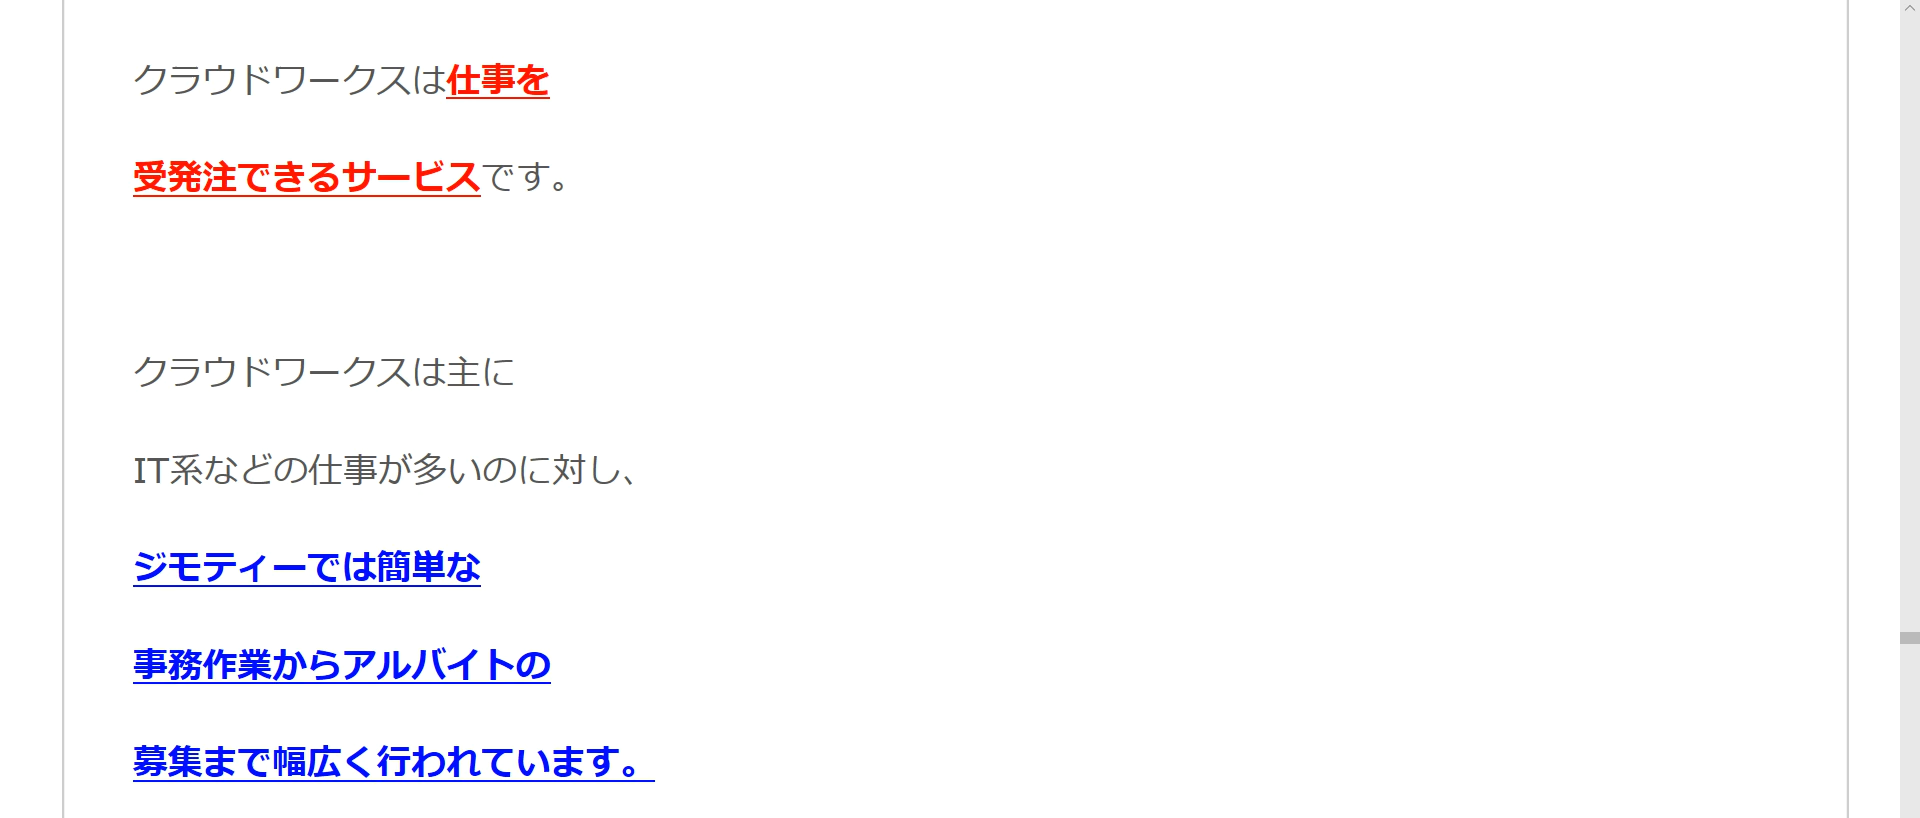 クラウドワークスは仕事を
受発注できるサービスです。
クラウドワークスは主に
IT系などの仕事が多いのに対し、
ジモティーでは簡単な
事務作業からアルバイトの
募集まで幅広く行われています。